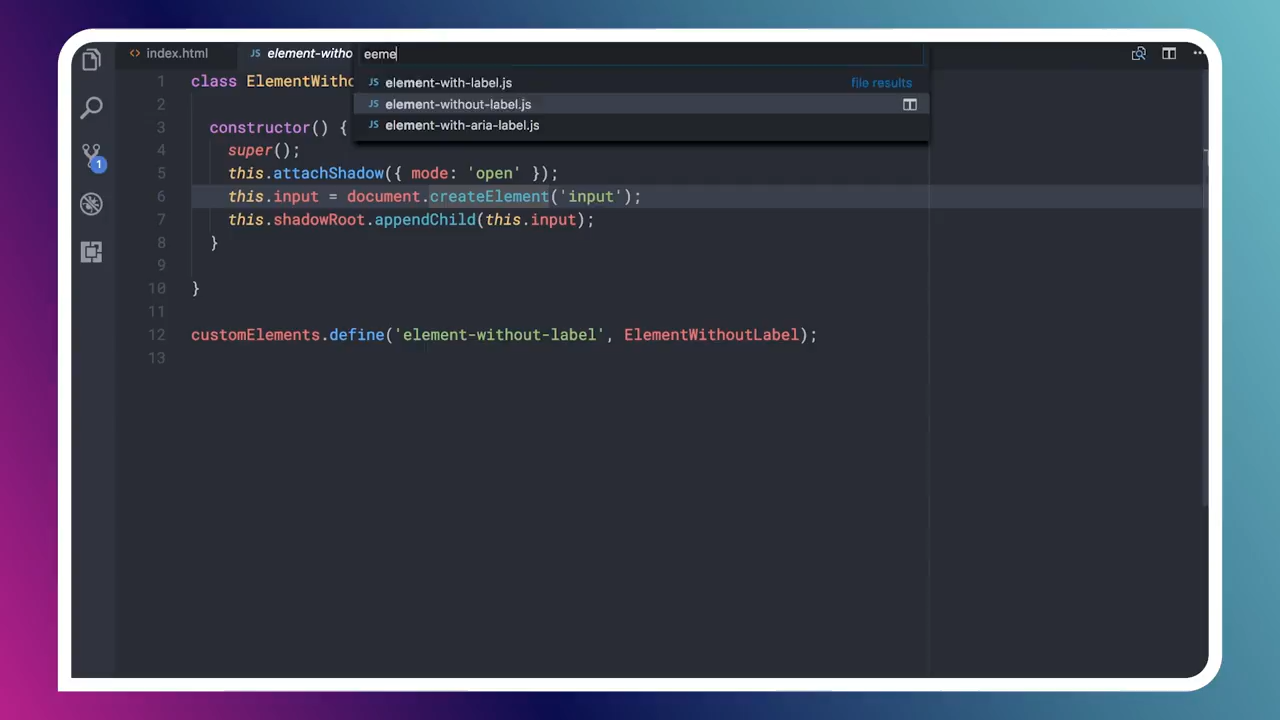 index.html
element-witho
eeme
element-with-label.js
file results
element-without-label.js
element-with-aria-label.js
1 class ElementWitho
2
3 constructor() {
4 super();
5 this.attachShadow({ mode: 'open' });
6 this.input = document.createElement('input');
7 this.shadowRoot.appendChild(this.input);
8 }
9
10 }
11
12 customElements.define('element-without-label', ElementWithoutLabel);
13
1